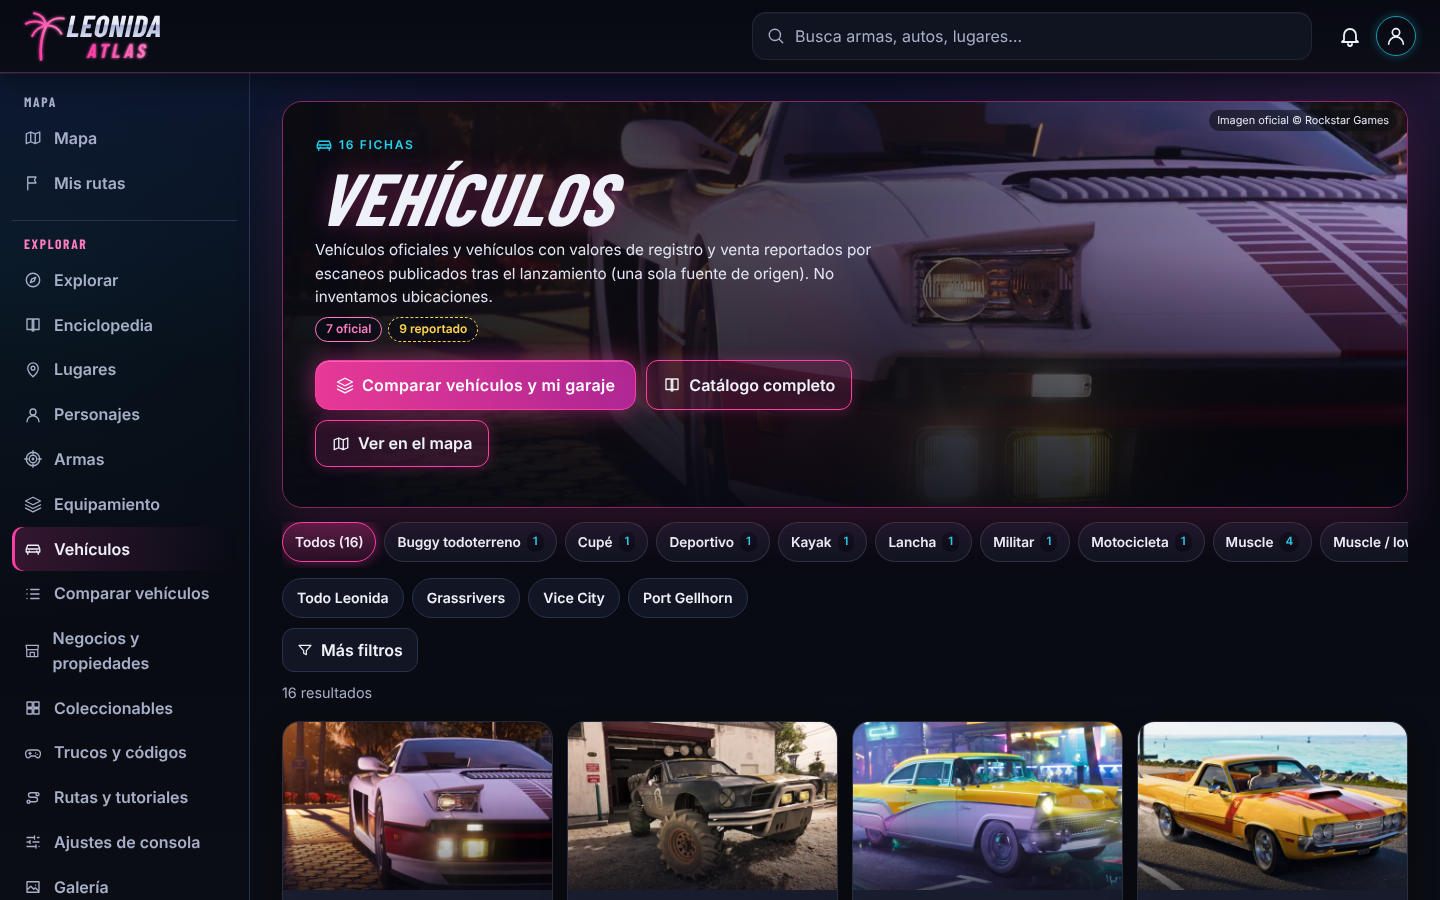 LEONIDA
ATLAS
Busca armas, autos, lugares...
MAPA
Mapa
Mis rutas
EXPLORAR
Explorar
Enciclopedia
Lugares
Personajes
Armas
Equipamiento
Vehículos
Comparar vehículos
Negocios y
propiedades
Coleccionables
Trucos y códigos
Rutas y tutoriales
Ajustes de consola
Galería
Imagen oficial © Rockstar Games
16 FICHAS
VEHÍCULOS
Vehículos oficiales y vehículos con valores de registro y venta reportados por
escaneos publicados tras el lanzamiento (una sola fuente de origen). No
inventamos ubicaciones.
7 oficial 9 reportado
Comparar vehículos y mi garaje Catálogo completo
Ver en el mapa
Todos (16) Buggy todoterreno 1 Cupé 1 Deportivo 1 Kayak 1 Lancha 1 Militar 1 Motocicleta 1 Muscle 4 Muscle /
Todo Leonida Grassrivers Vice City Port Gellhorn
Más filtros
16 resultados